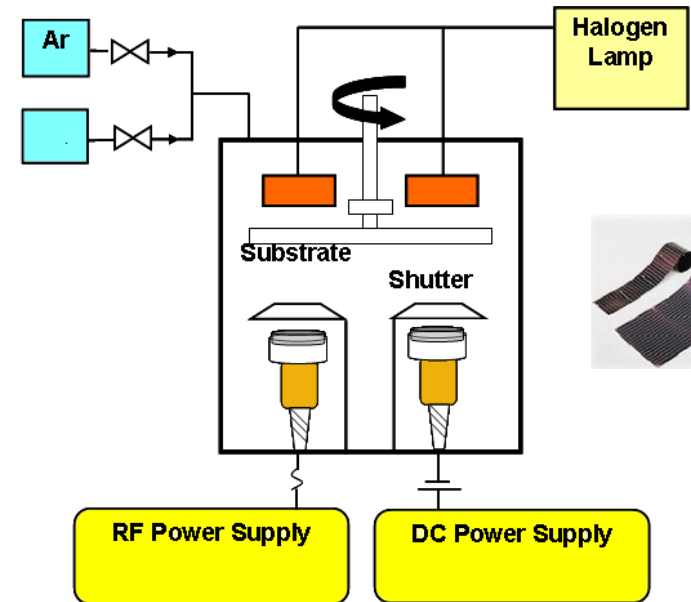 Ar
Halogen
Lamp
Substrate
Shutter
RF Power Supply
DC Power Supply